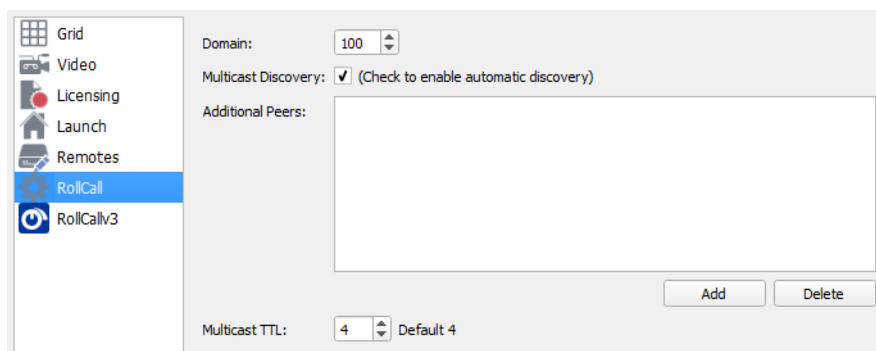 Grid
Video
Licensing
Launch
Remotes
RollCall
RollCallv3
Domain: 100
Multicast Discovery: (Check to enable automatic discovery)
Additional Peers:
Add Delete
Multicast TTL: 4 Default 4